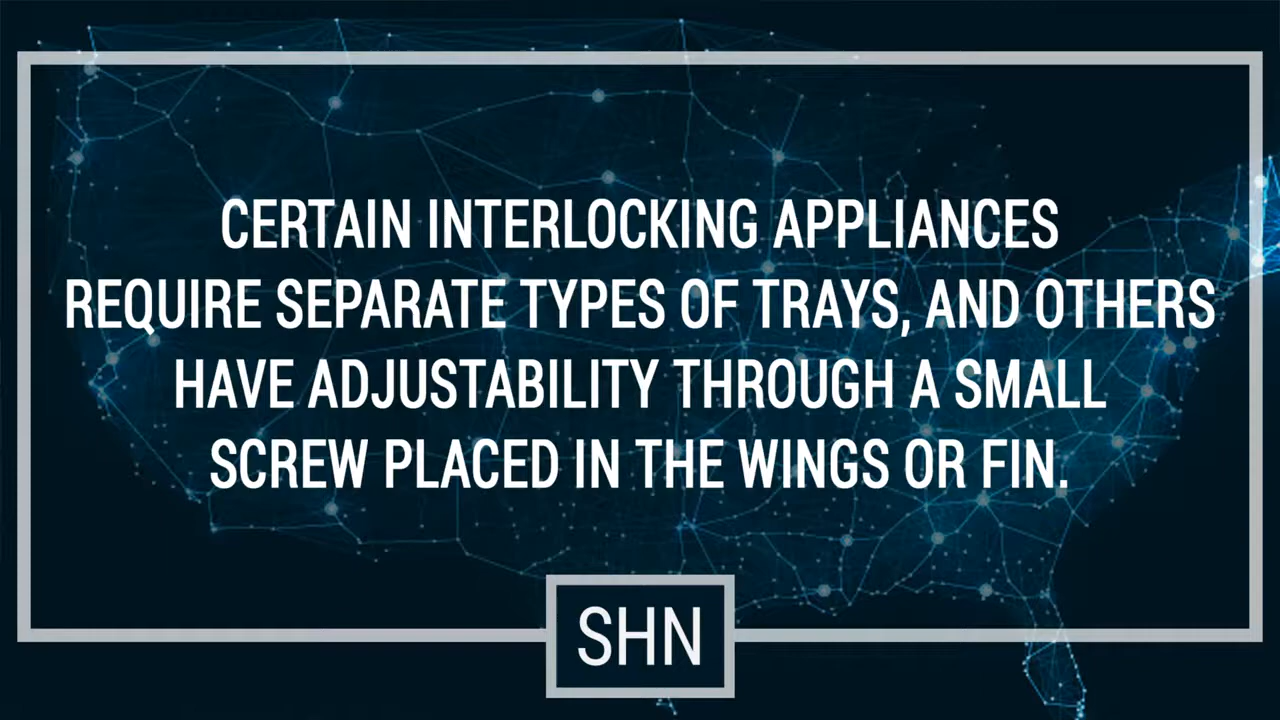 CERTAIN INTERLOCKING APPLIANCES
REQUIRE SEPARATE TYPES OF TRAYS, AND OTHERS
HAVE ADJUSTABILITY THROUGH A SMALL
SCREW PLACED IN THE WINGS OR FIN.
SHN